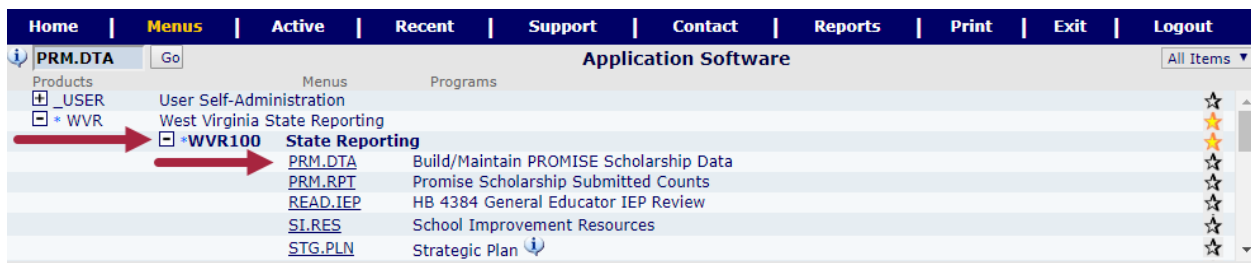 Home | Menus | Active | Recent | Support | Contact | Reports | Print | Exit | Logout
PRM.DTA Go Application Software All Items
Products Menus Programs
_USER User Self-Administration
* WVR West Virginia State Reporting
*WVR100 State Reporting
PRM.DTA Build/Maintain PROMISE Scholarship Data
PRM.RPT Promise Scholarship Submitted Counts
READ.IEP HB 4384 General Educator IEP Review
SI.RES School Improvement Resources
STG.PLN Strategic Plan